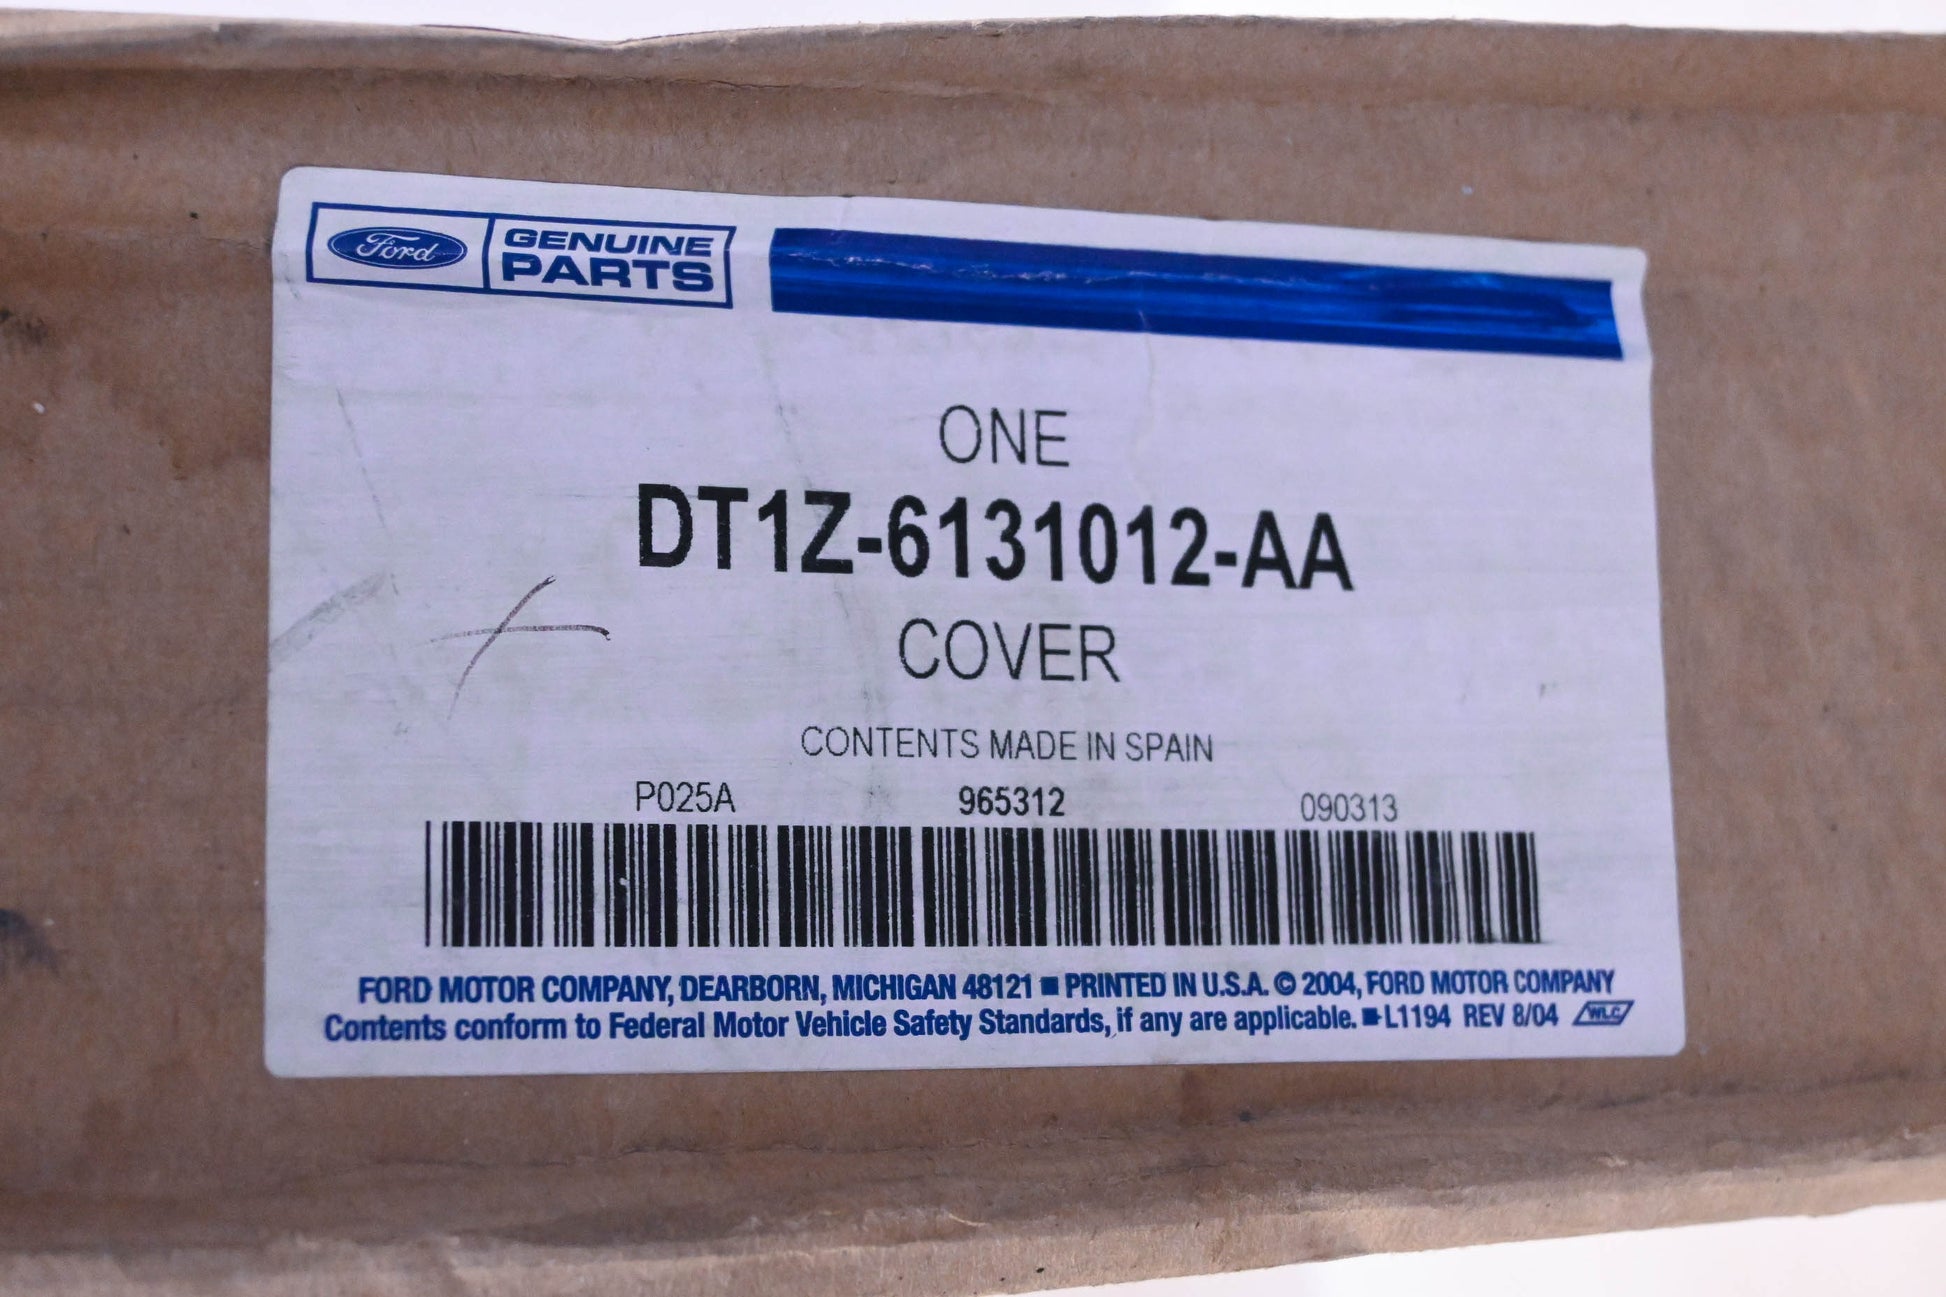 Ford
GENUINE
PARTS
ONE
DT1Z-6131012-AA
COVER
CONTENTS MADE IN SPAIN
P025A 965312 090313
FORD MOTOR COMPANY, DEARBORN, MICHIGAN 48121 ■ PRINTED IN U.S.A. © 2004, FORD MOTOR COMPANY
Contents conform to Federal Motor Vehicle Safety Standards, if any are applicable. ■ L1194 REV 8/04 WLC